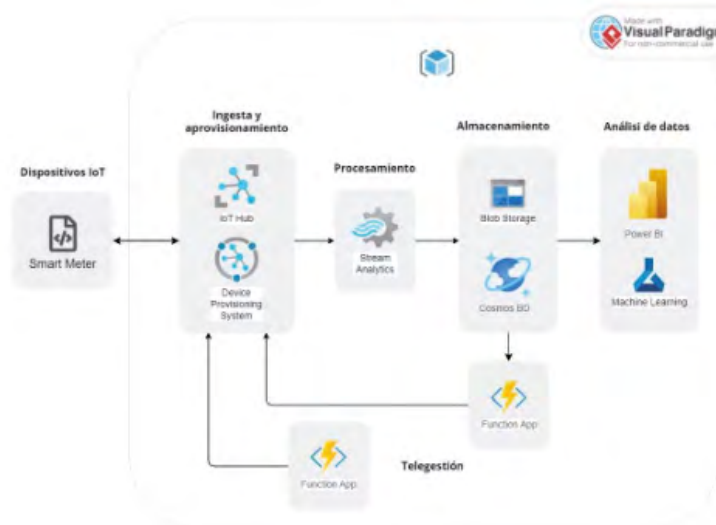 Made with
Visual Paradigm
For non-commercial use
Ingesta y
aprovisionamiento
Almacenamiento
Análisi de datos
Dispositivos IoT
Procesamiento
IoT Hub
Blob Storage
Power BI
Smart Meter
Stream
Analytics
Device
Provisioning
System
Cosmos BD
Machine Learning
Function App
Telegestión
Function App